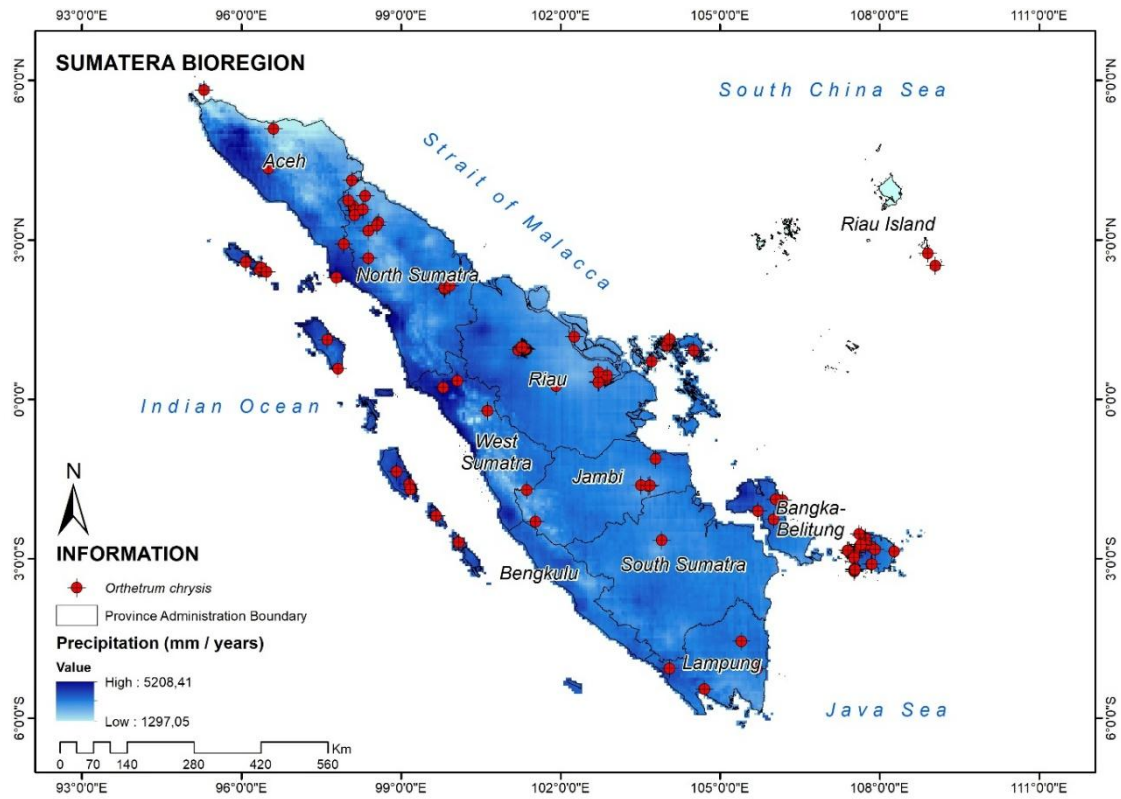 93°0'0"E 96°0'0"E 99°0'0"E 102°0'0"E 105°0'0"E 108°0'0"E 111°0'0"E
SUMATERA BIOREGION
6°0'0"N
6°0'0"N
South China Sea
Strait of Malacca
Aceh
Riau Island
3°0'0"N
3°0'0"N
North Sumatra
Riau
0°0'0"
0°0'0"
Indian Ocean
West
Sumatra
N
Jambi
Bangka-
Belitung
INFORMATION
3°0'0"S
3°0'0"S
South Sumatra
Bengkulu
Orthetrum chrysis
Province Administration Boundary
Precipitation (mm / years)
Value
High : 5208,41
Low : 1297,05
Lampung
Java Sea
6°0'0"S
6°0'0"S
Km
0 70 140 280 420 560
93°0'0"E 96°0'0"E 99°0'0"E 102°0'0"E 105°0'0"E 108°0'0"E 111°0'0"E